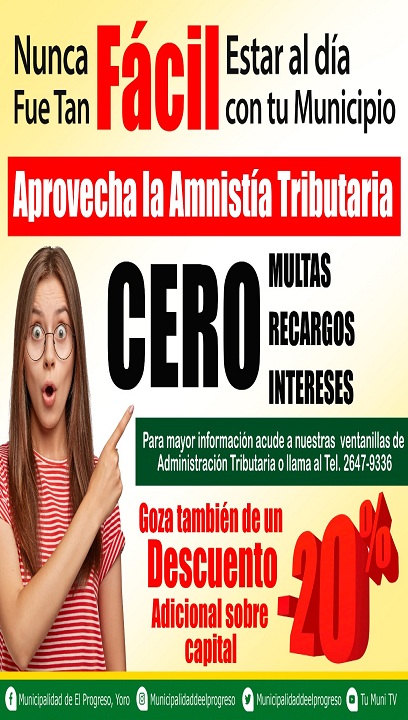 Nunca Fácil Estar al día
Fue Tan con tu Municipio
Aprovecha la Amnistía Tributaria
CERO
MULTAS
RECARGOS
INTERESES
Para mayor información acude a nuestras ventanillas de
Administración Tributaria o llama al Tel. 2647-9336
Goza también de un
Descuento
Adicional sobre
capital
-20%
Municipalidad de El Progreso, Yoro Municipalidaddeelprogreso Municipalidaddeelprogreso Tu Muni TV